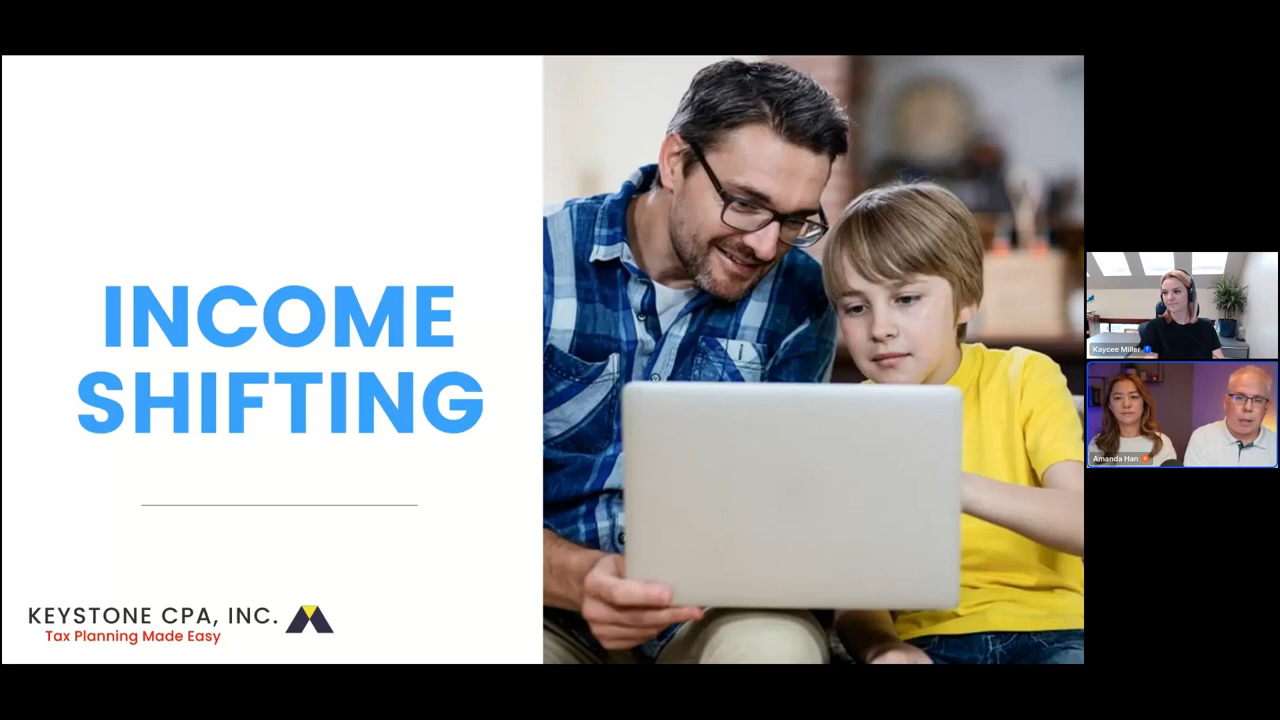 INCOME
SHIFTING
KEYSTONE CPA, INC.
Tax Planning Made Easy
Kaycee Miller
Amanda Han